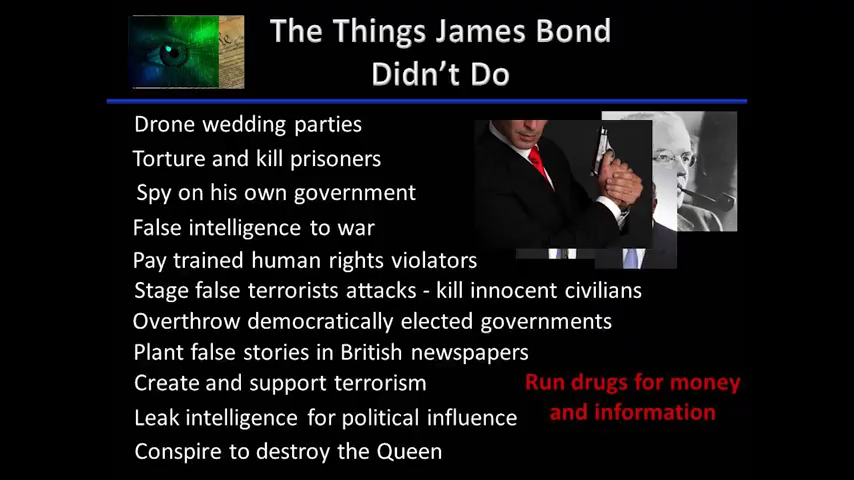 The Things James Bond
Didn't Do
Drone wedding parties
Torture and kill prisoners
Spy on his own government
False intelligence to war
Pay trained human rights violators
Stage false terrorists attacks - kill innocent civilians
Overthrow democratically elected governments
Plant false stories in British newspapers
Create and support terrorism
Run drugs for money
and information
Leak intelligence for political influence
Conspire to destroy the Queen